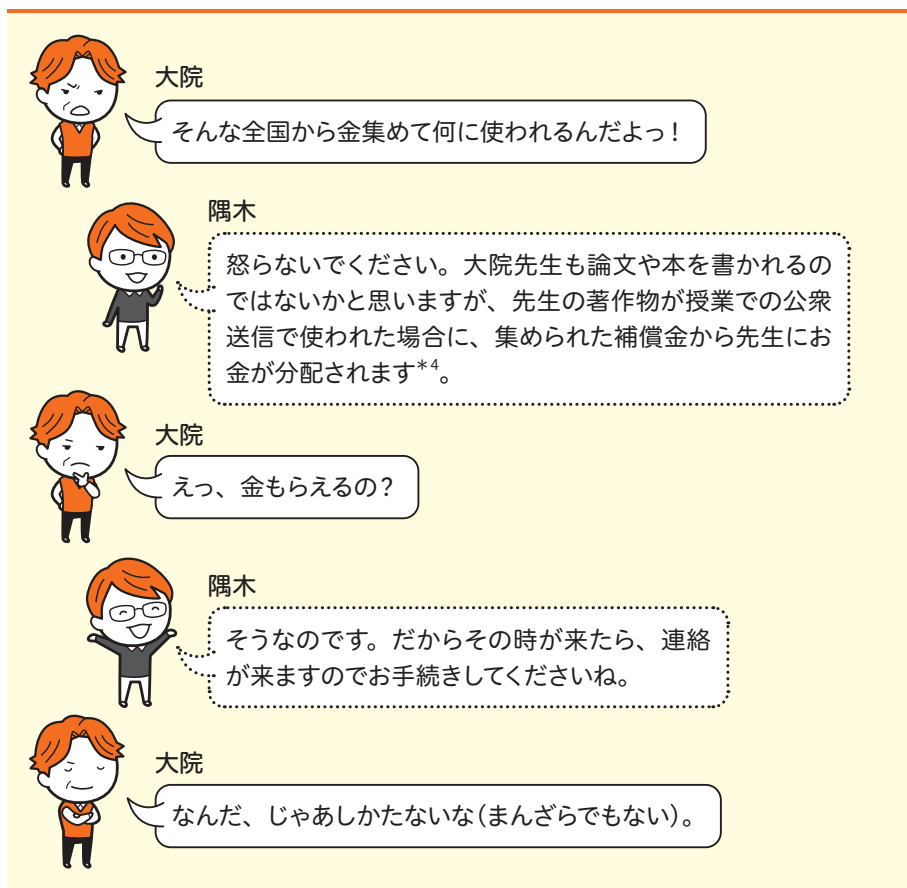 大院
そんな全国から金集めて何に使われるんだよっ！
隅木
怒らないでください。大院先生も論文や本を書かれるの
ではないかと思いますが、先生の著作物が授業での公衆
送信で使われた場合に、集められた補償金から先生にお
金が分配されます＊4。
大院
えっ、金もらえるの？
隅木
そうなのです。だからその時が来たら、連絡
が来ますのでお手続きしてくださいね。
大院
なんだ、じゃあしかたないな（まんざらでもない）。